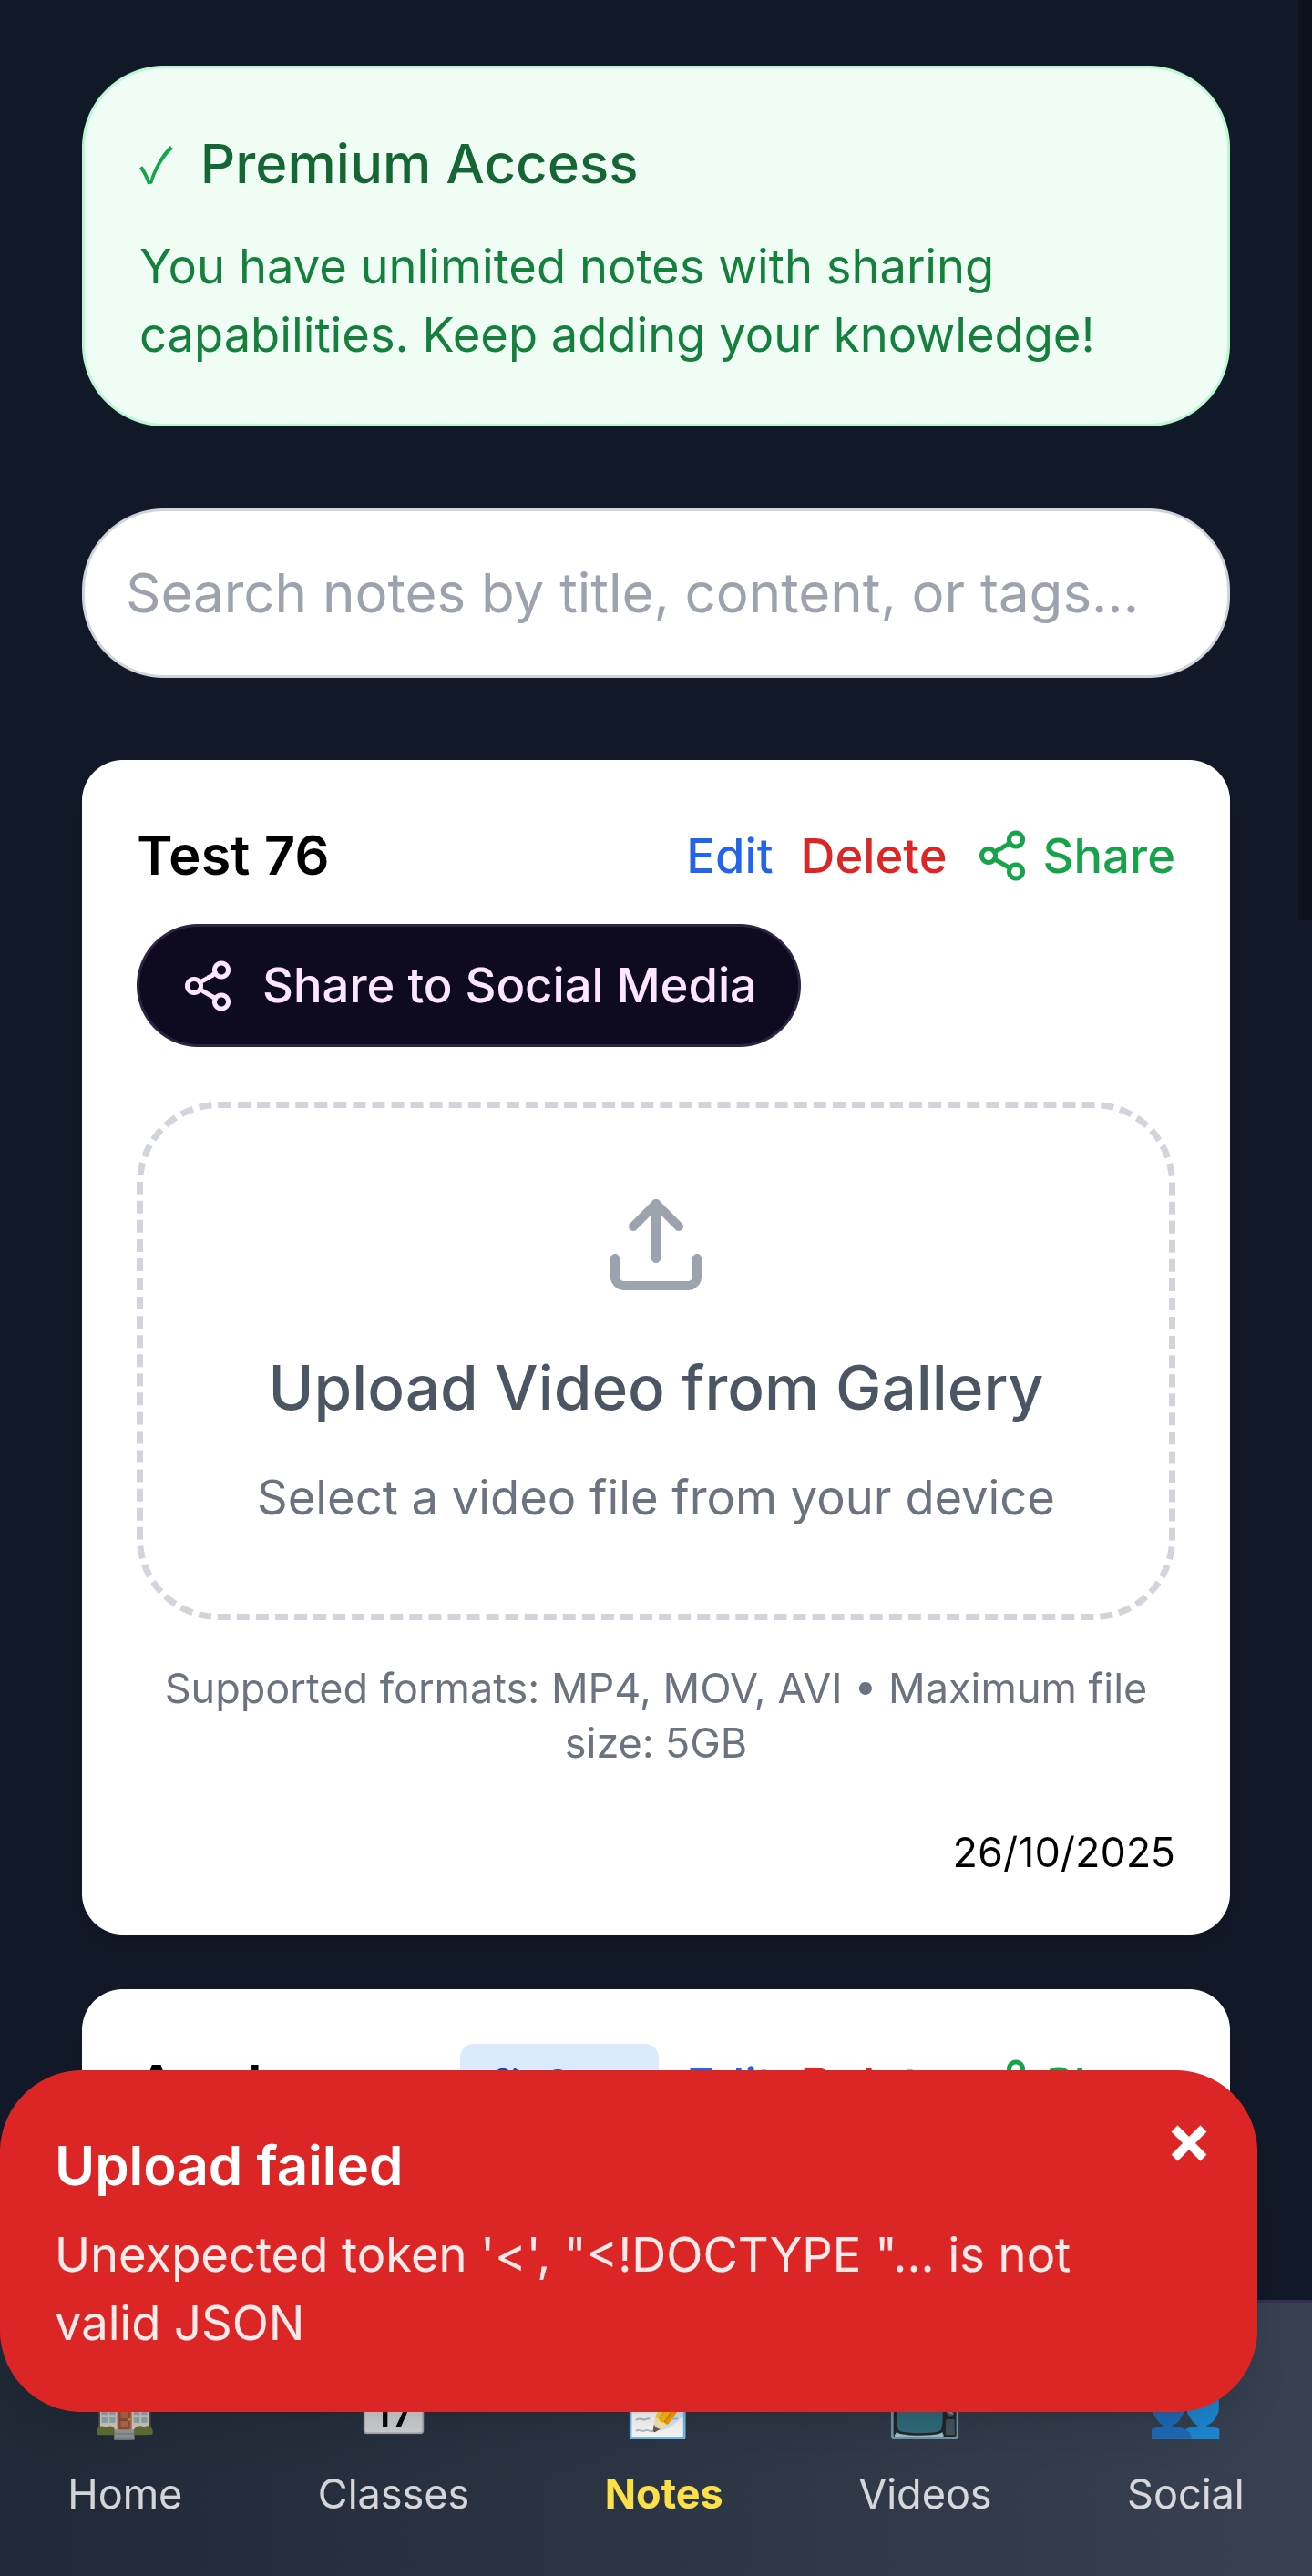 ✓ Premium Access
You have unlimited notes with sharing
capabilities. Keep adding your knowledge!
Search notes by title, content, or tags...
Test 76
Edit Delete Share
Share to Social Media
Upload Video from Gallery
Select a video file from your device
Supported formats: MP4, MOV, AVI • Maximum file
size: 5GB
26/10/2025
Upload failed
Unexpected token '<', "<!DOCTYPE "... is not
valid JSON
Home Classes Notes Videos Social